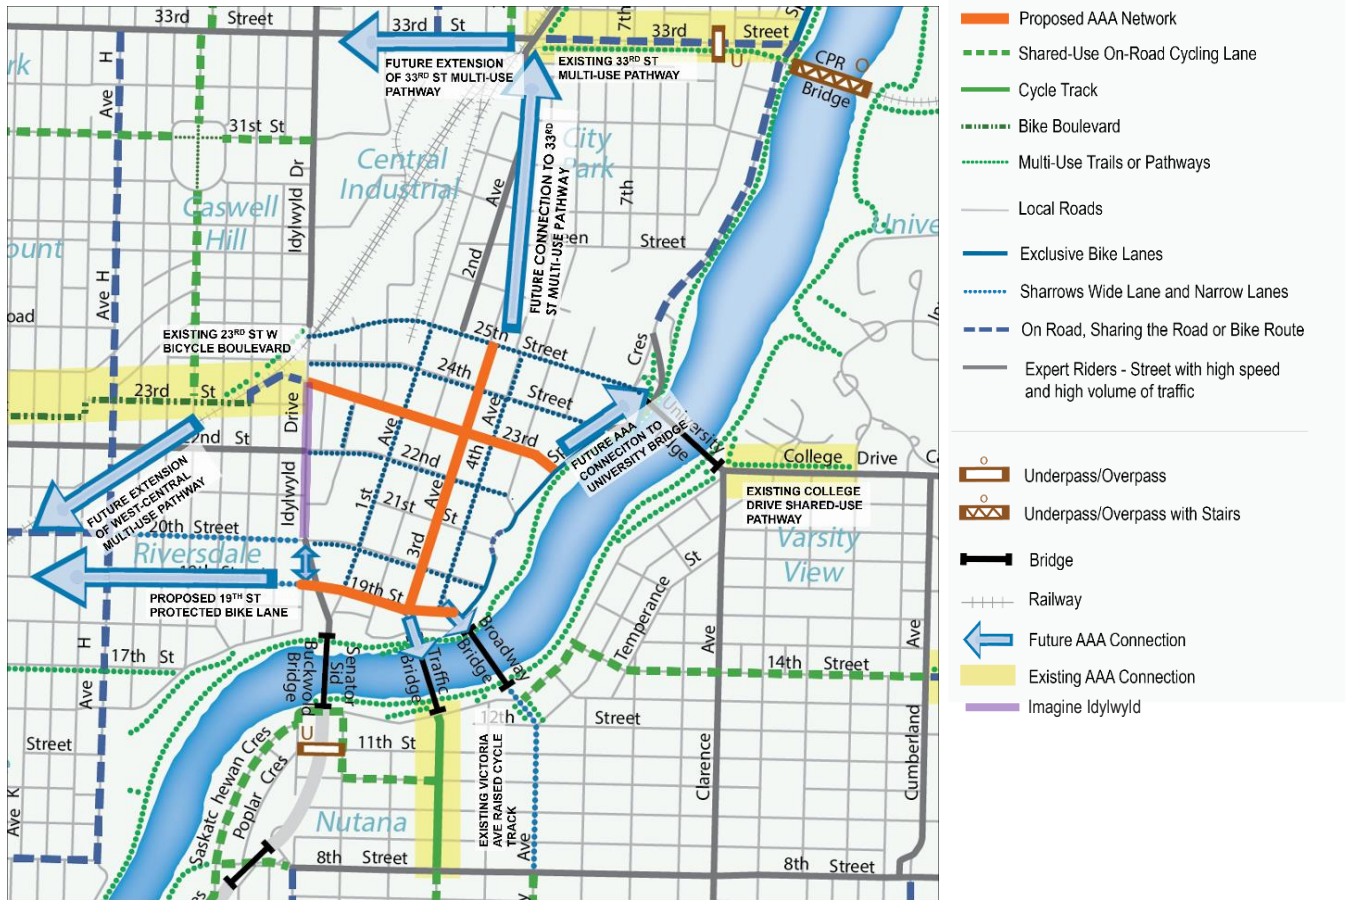 33rd Street
33rd St
7th
33rd Street
CPR
Bridge
U
FUTURE EXTENSION
OF 33RD ST MULTI-USE
PATHWAY
EXISTING 33RD ST
MULTI-USE PATHWAY
rk
Ave H
31st St
Central
Industrial
City
Park
Idylwyld Dr
Caswell
Hill
7th
2nd Ave
FUTURE CONNECTION TO 33RD
ST MULTI-USE PATHWAY
een Street
Unive
ount
Ave H
oad
EXISTING 23RD ST W
BICYCLE BOULEVARD
25th Street
24th Street
Cres
23rd St
Drive
Ave
Ave
23rd St
FUTURE AAA
CONNECITON TO
UNIVERSITY BRIDGE
University
dge
22nd St
22nd
4th
College Drive
C
FUTURE EXTENSION
OF WEST-CENTRAL
MULTI-USE PATHWAY
Idylwyld
1st
21st St
Ave
EXISTING COLLEGE
DRIVE SHARED-USE
PATHWAY
20th Street
Riversdale
3rd
Varsity
View
19th St
PROPOSED 19TH ST
PROTECTED BIKE LANE
Temperance St
Ave
Ave
H
17th St
Senator
Sid
Buckwold
Bridge
Traffic
Bridge
Broadway
Bridge
14th Street
Ave
12th Street
Street
U
11th St
EXISTING VICTORIA
AVE RAISED CYCLE
TRACK
Clarence
Cumberland
Saskatchewan Cres
Poplar Cres
Nutana
Ave K
Ave
8th Street
8th Street
Proposed AAA Network
Shared-Use On-Road Cycling Lane
Cycle Track
Bike Boulevard
Multi-Use Trails or Pathways
Local Roads
Exclusive Bike Lanes
Sharrows Wide Lane and Narrow Lanes
On Road, Sharing the Road or Bike Route
Expert Riders - Street with high speed
and high volume of traffic
Underpass/Overpass
Underpass/Overpass with Stairs
Bridge
Railway
Future AAA Connection
Existing AAA Connection
Imagine Idylwyld